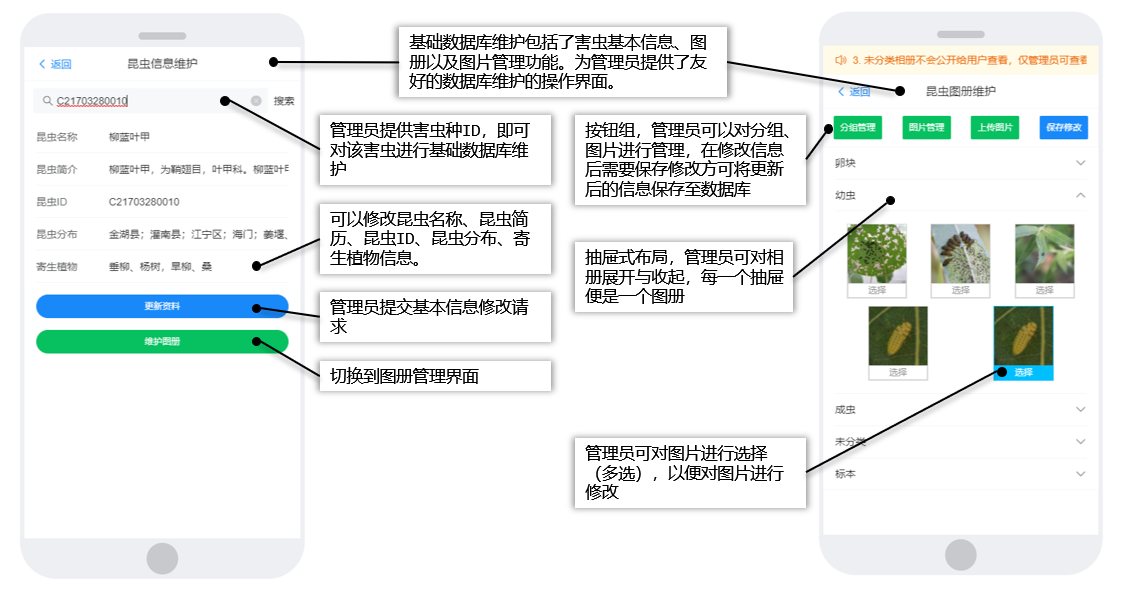 基础数据库维护包括了害虫基本信息、图
册以及图片管理功能。为管理员提供了友
好的数据库维护的操作界面。
返回
昆虫信息维护
C21703280010
搜索
昆虫名称 柳蓝叶甲
昆虫简介 柳蓝叶甲，为鞘翅目，叶甲科。柳蓝叶甲
昆虫ID C21703280010
昆虫分布 金湖县；灌南县；江宁区；海门；姜堰、
寄生植物 垂柳、杨树，旱柳、桑
更新资料
维护图册
管理员提供害虫种ID，即可
对该害虫进行基础数据库维
护
可以修改昆虫名称、昆虫简
历、昆虫ID、昆虫分布、寄
生植物信息。
管理员提交基本信息修改请
求
切换到图册管理界面
按钮组，管理员可以对分组、
图片进行管理，在修改信息
后需要保存修改方可将更新
后的信息保存至数据库
抽屉式布局，管理员可对相
册展开与收起，每一个抽屉
便是一个图册
管理员可对图片进行选择
（多选），以便对图片进行
修改
3. 未分类相册不会公开给用户查看，仅管理员可查看
返回
昆虫图册维护
分组管理 图片管理 上传图片 保存修改
卵块
幼虫
选择 选择 选择
选择 选择
成虫
未分类
标本